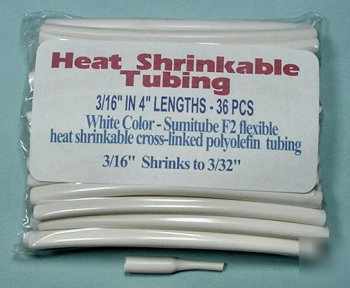 Heat Shrinkable
Tubing
3/16" IN 4" LENGTHS - 36 PCS
White Color - Sumitube F2 flexible
heat shrinkable cross-linked polyolefin tubing
3/16" Shrinks to 3/32"